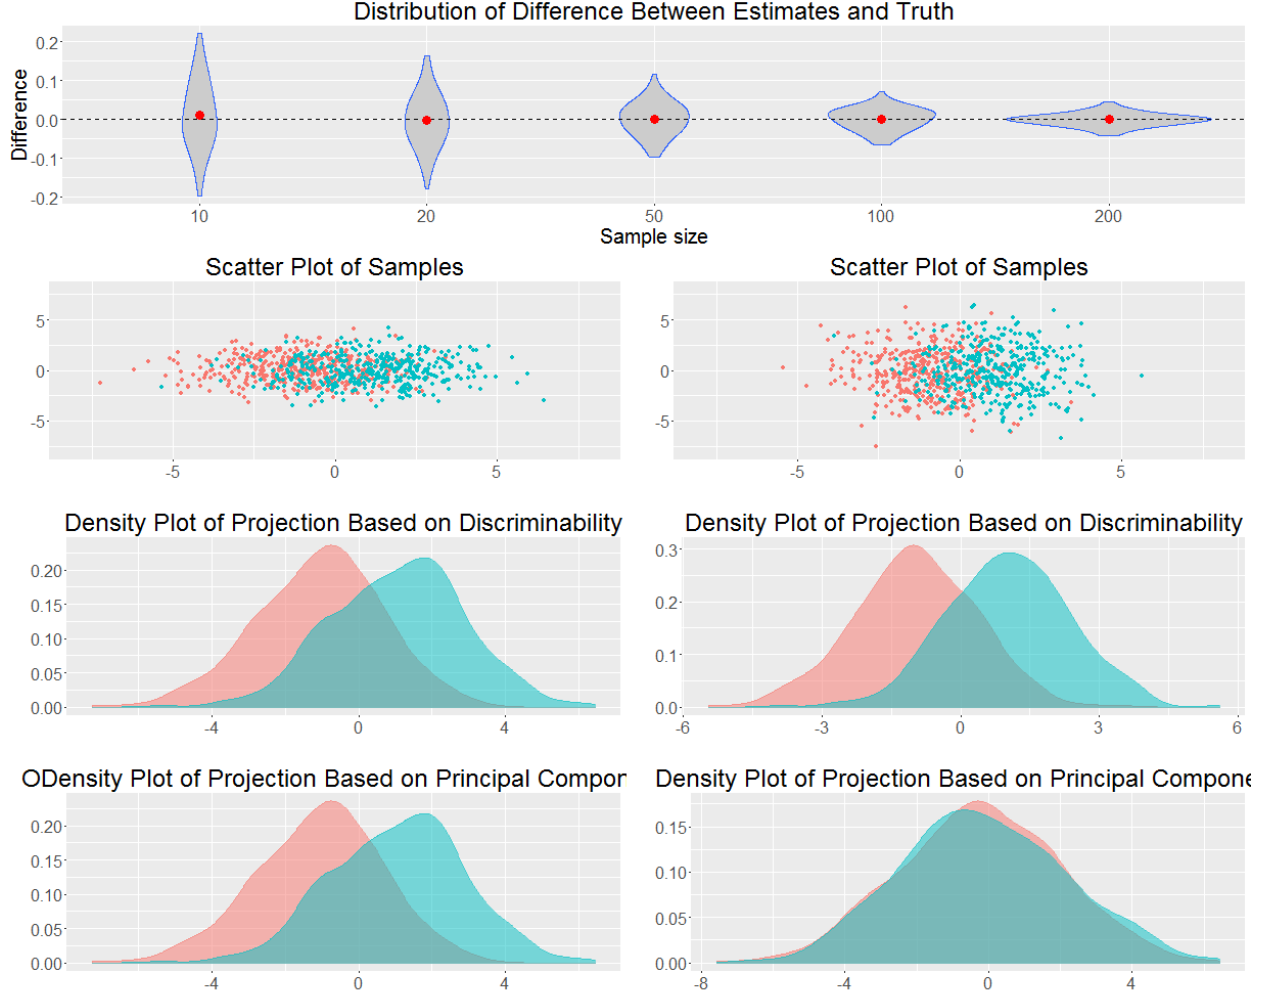 Distribution of Difference Between Estimates and Truth
Difference
0.2
0.1
0.0
-0.1
-0.2
10 20 50 100 200
Sample size
Scatter Plot of Samples
5
0
-5
-5 0 5
Scatter Plot of Samples
5
0
-5
-5 0 5
Density Plot of Projection Based on Discriminability
0.20
0.15
0.10
0.05
0.00
-4 0 4
Density Plot of Projection Based on Discriminability
0.3
0.2
0.1
0.0
-6 -3 0 3 6
ODensity Plot of Projection Based on Principal Compor
0.20
0.15
0.10
0.05
0.00
-4 0 4
Density Plot of Projection Based on Principal Compone
0.15
0.10
0.05
0.00
-8 -4 0 4